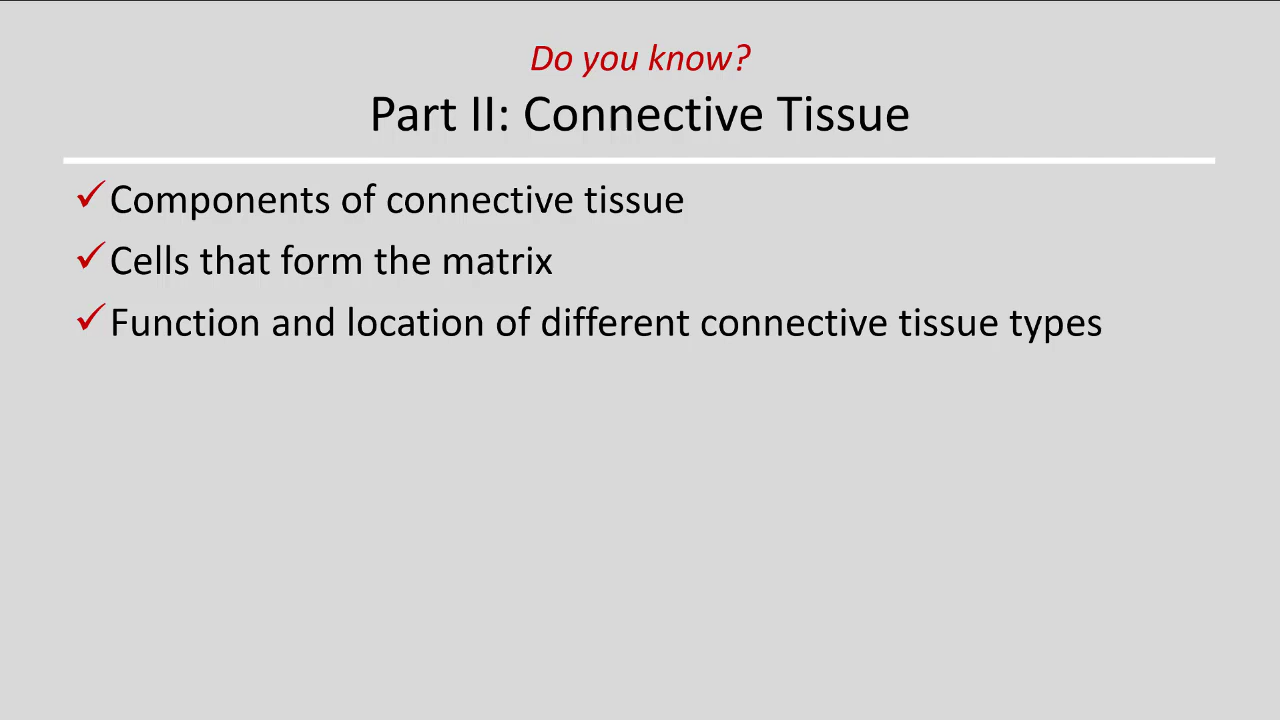 Do you know?
Part II: Connective Tissue
✓Components of connective tissue
✓Cells that form the matrix
✓Function and location of different connective tissue types